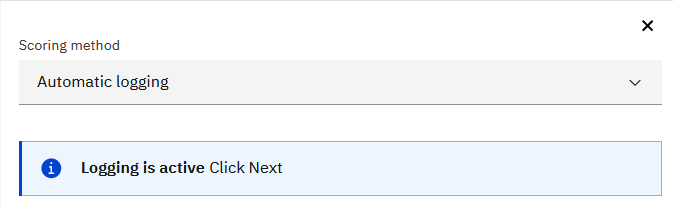 Scoring method
Automatic logging
Logging is active Click Next